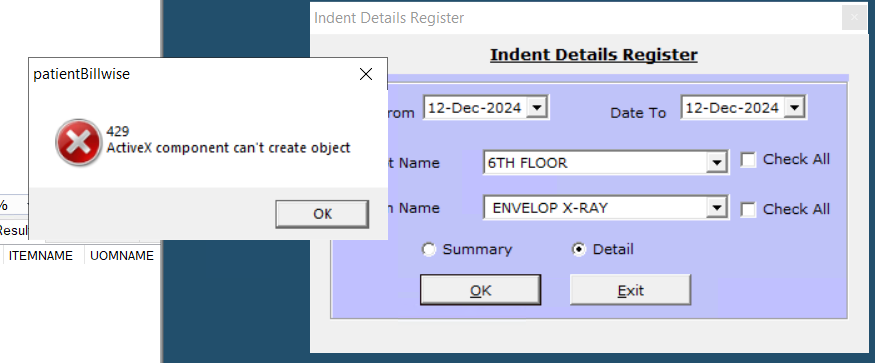 Indent Details Register
Indent Details Register
patientBillwise
429
ActiveX component can't create object
OK
rom 12-Dec-2024 Date To 12-Dec-2024
t Name 6TH FLOOR Check All
n Name ENVELOP X-RAY Check All
Summary Detail
OK Exit
%
Resul
ITEMNAME UOMNAME